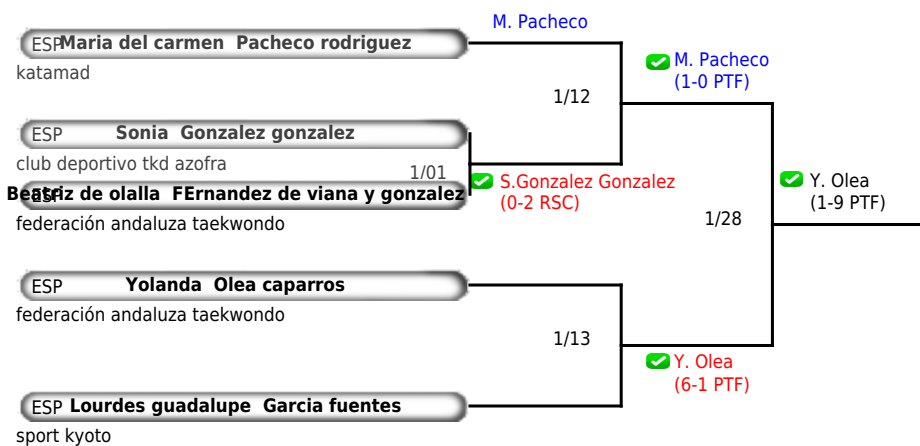 M. Pacheco
ESP Maria del carmen Pacheco rodriguez
katamad
M. Pacheco
(1-0 PTF)
1/12
ESP Sonia Gonzalez gonzalez
club deportivo tkd azofra
1/01
S.Gonzalez Gonzalez
(0-2 RSC)
Y. Olea
(1-9 PTF)
ESP Beatriz de olalla FErnandez de viana y gonzalez
federación andaluza taekwondo
1/28
ESP Yolanda Olea caparros
federación andaluza taekwondo
1/13
Y. Olea
(6-1 PTF)
ESP Lourdes guadalupe Garcia fuentes
sport kyoto